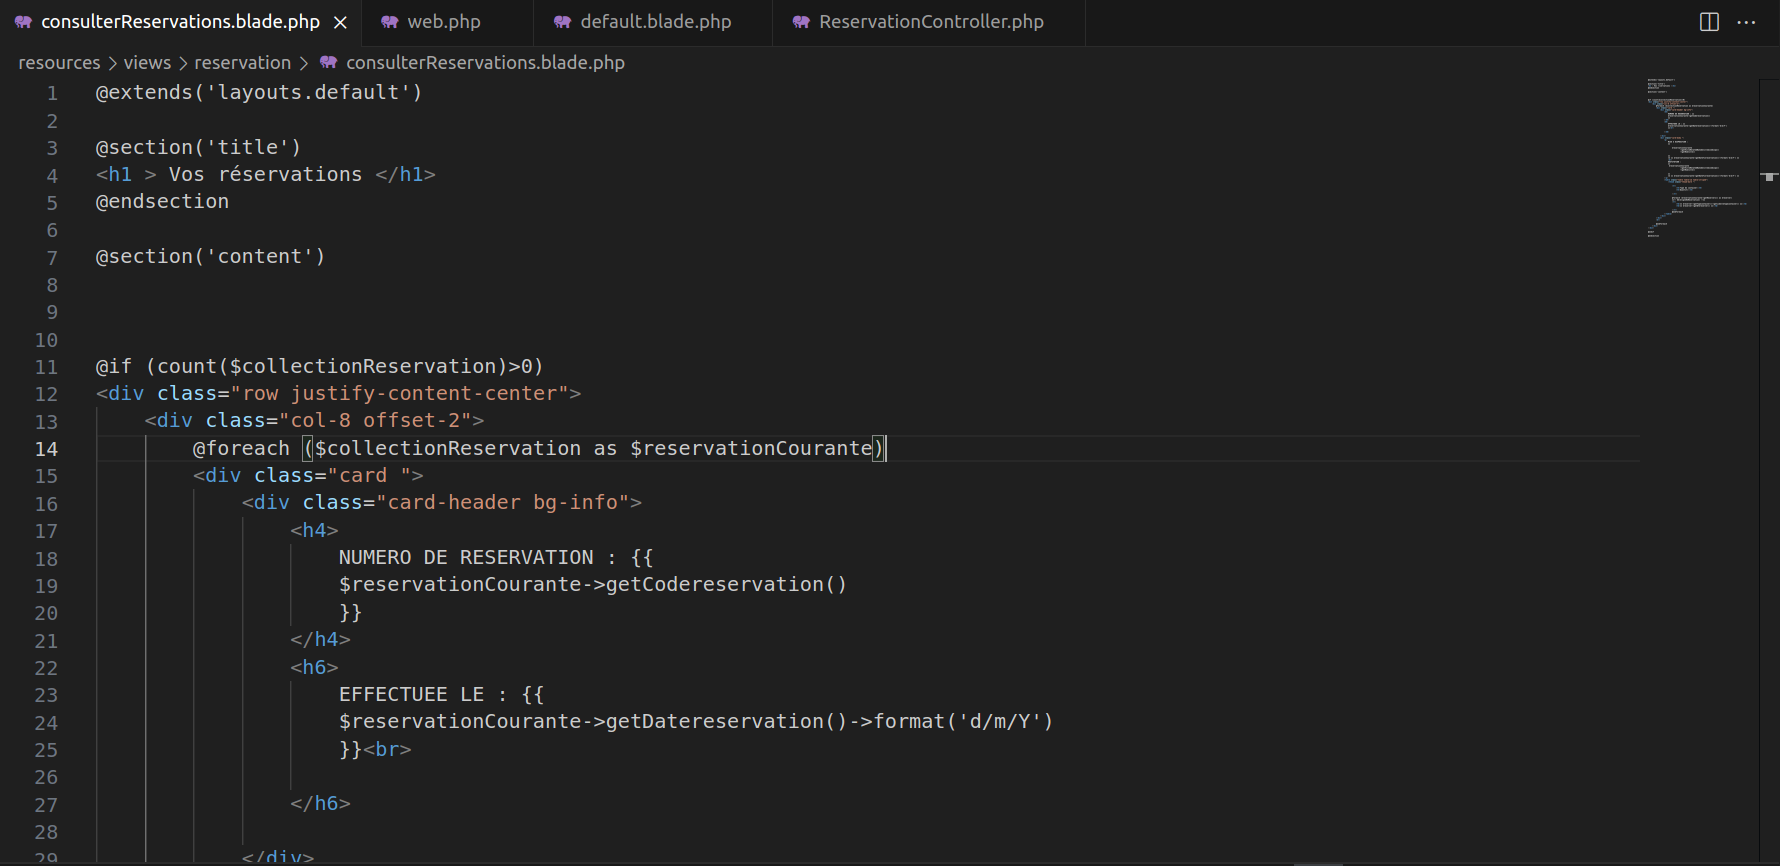 consulterReservations.blade.php
web.php
default.blade.php
ReservationController.php
resources > views > reservation > consulterReservations.blade.php
1 @extends('layouts.default')
2
3 @section('title')
4 <h1 > Vos réservations </h1>
5 @endsection
6
7 @section('content')
8
9
10
11 @if (count($collectionReservation)>0)
12 <div class="row justify-content-center">
13 <div class="col-8 offset-2">
14 @foreach ($collectionReservation as $reservationCourante)
15 <div class="card ">
16 <div class="card-header bg-info">
17 <h4>
18 NUMERO DE RESERVATION : {{
19 $reservationCourante->getCodereservation()
20 }}
21 </h4>
22 <h6>
23 EFFECTUEE LE : {{
24 $reservationCourante->getDatereservation()->format('d/m/Y')
25 }}<br>
26
27 </h6>
28
29 </div>